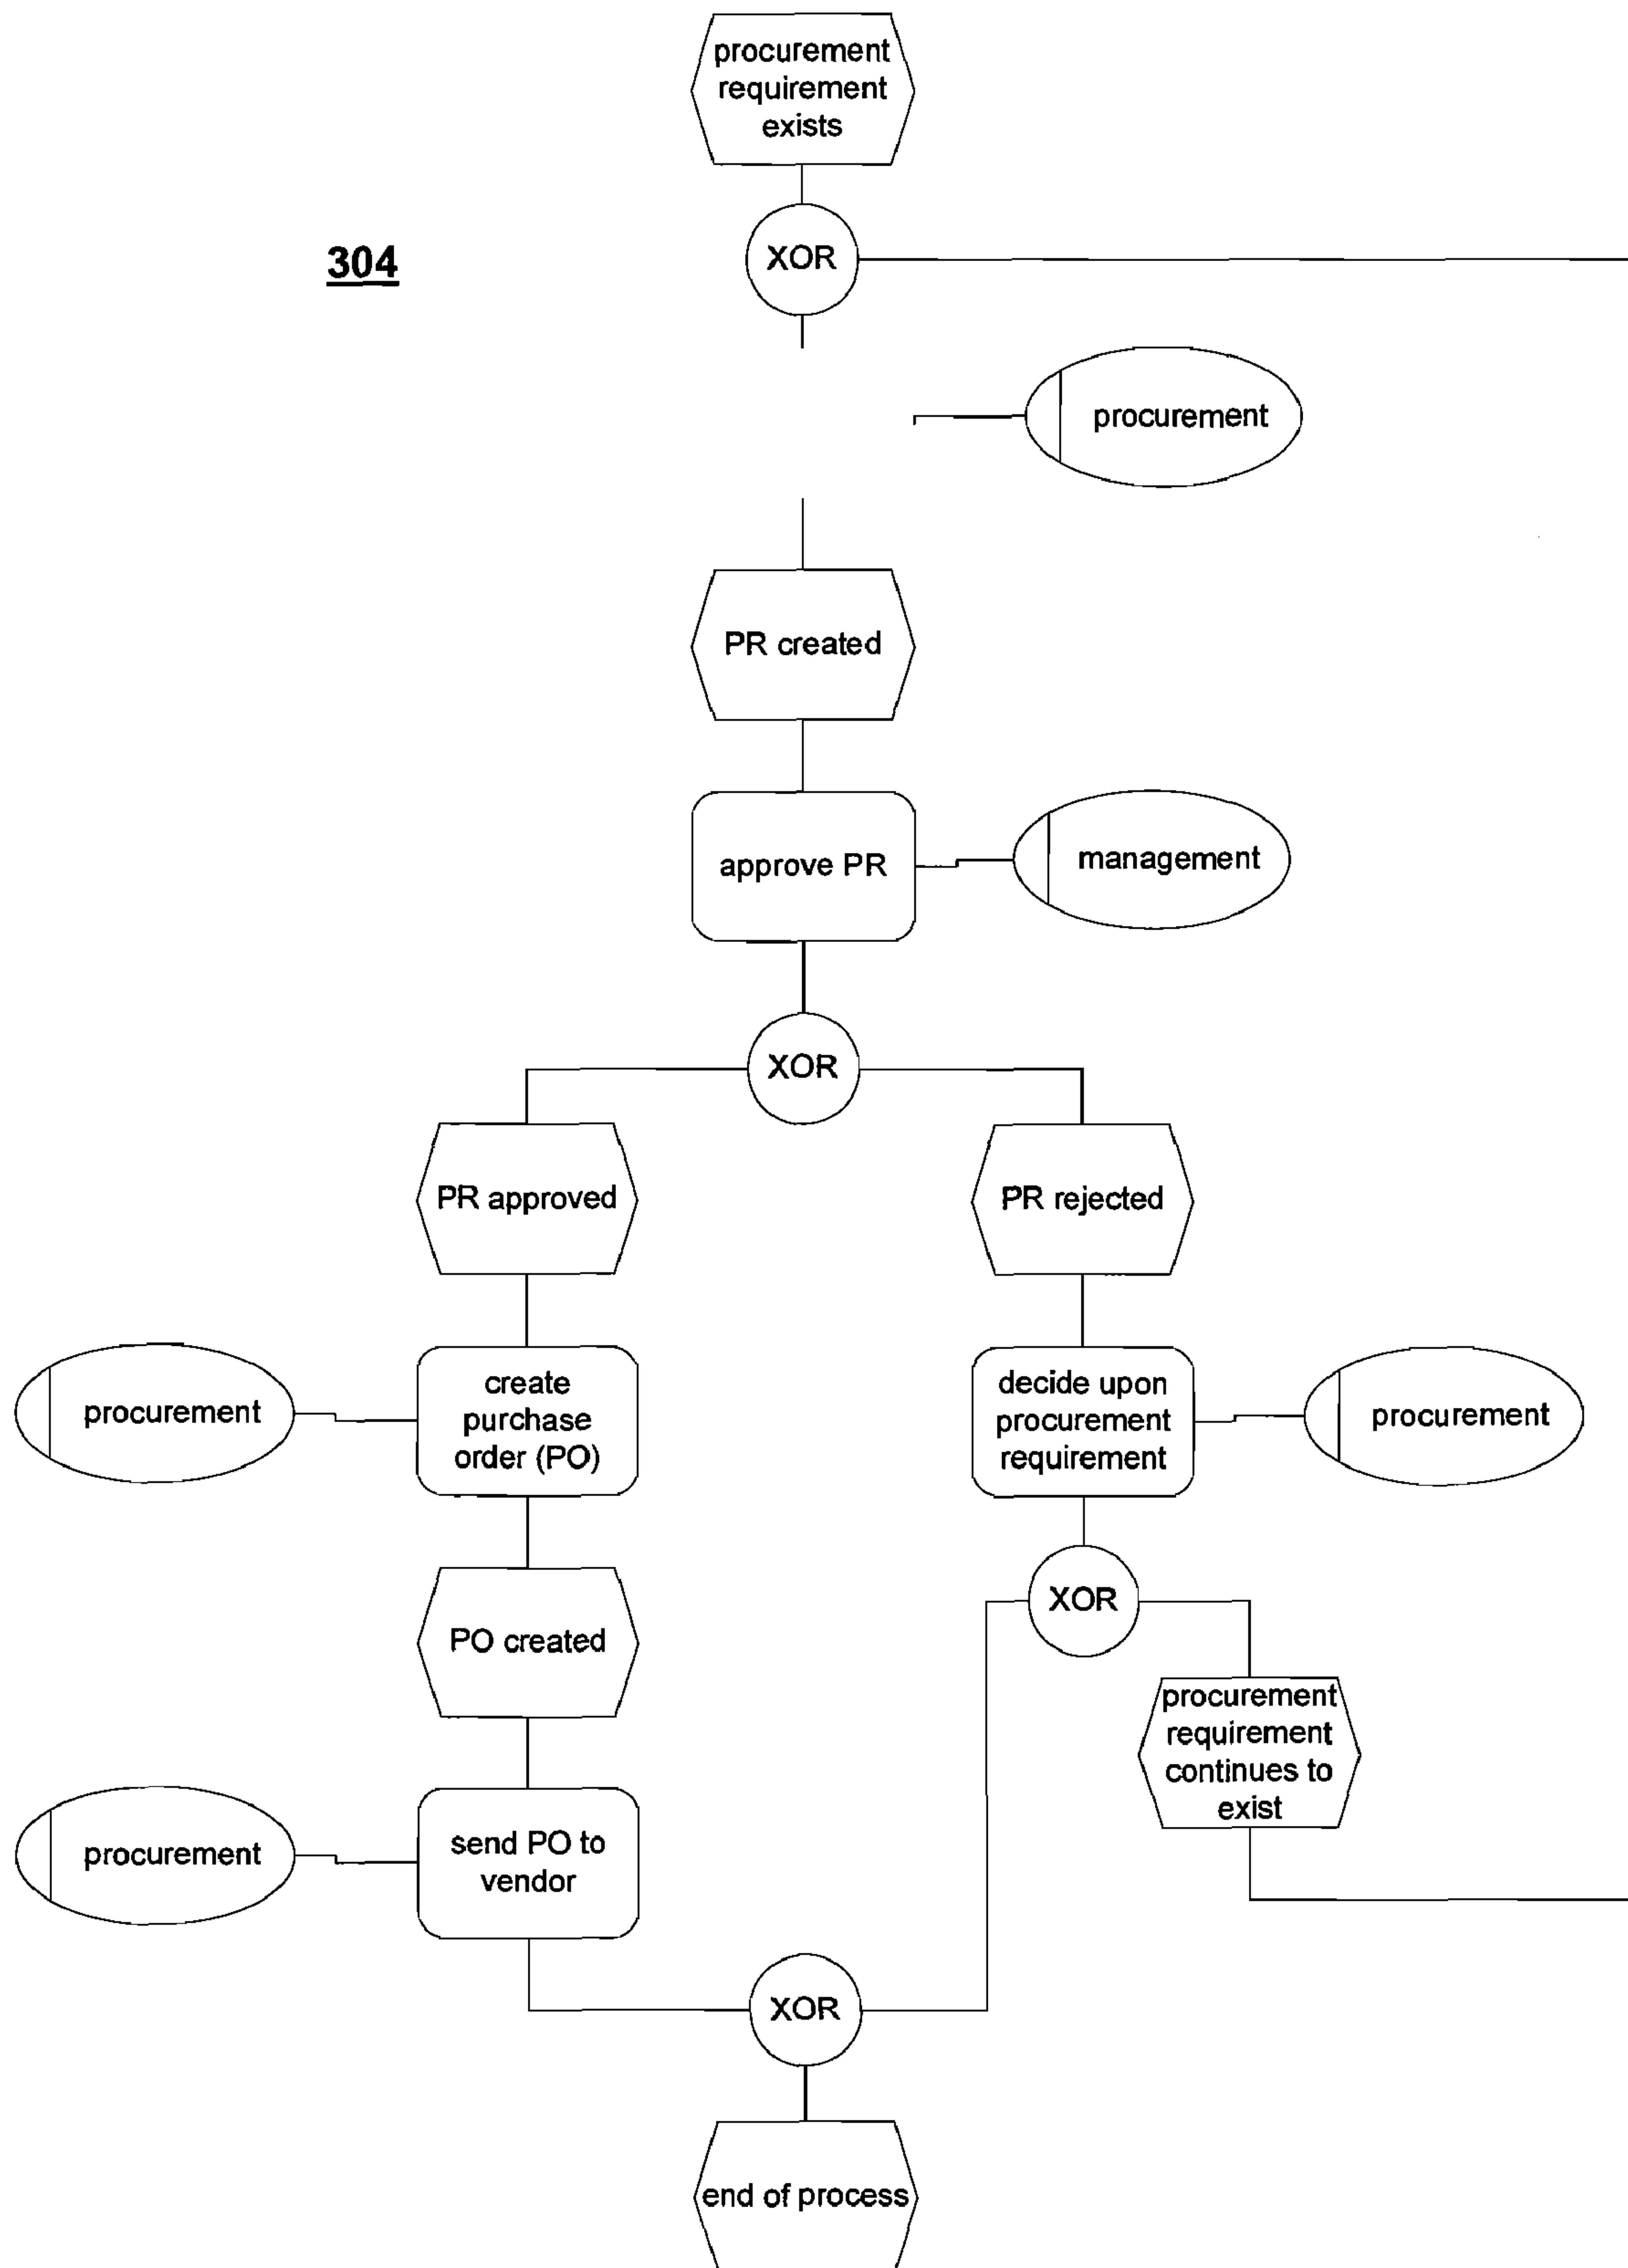 procurement
requirement
exists
304
XOR
procurement
PR created
approve PR
management
XOR
PR approved
PR rejected
procurement
create
purchase
order (PO)
decide upon
procurement
requirement
procurement
XOR
PO created
procurement
requirement
continues to
exist
procurement
send PO to
vendor
XOR
end of process